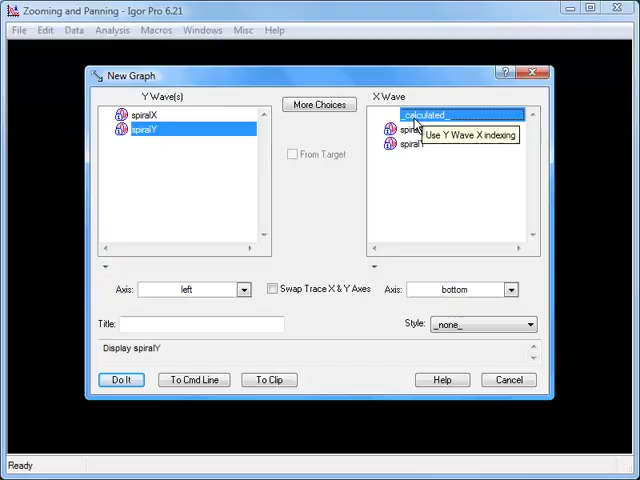 Zooming and Panning - Igor Pro 6.21
File Edit Data Analysis Macros Windows Misc Help
New Graph
Y Wave(s)
More Choices
X Wave
spiralX
spiralY
_calculated_
spiralY
Use Y Wave X indexing
From Target
Axis: left
Swap Trace X & Y Axes
Axis: bottom
Title:
Style: _none_
Display spiralY
Do It
To Cmd Line
To Clip
Help
Cancel
Ready